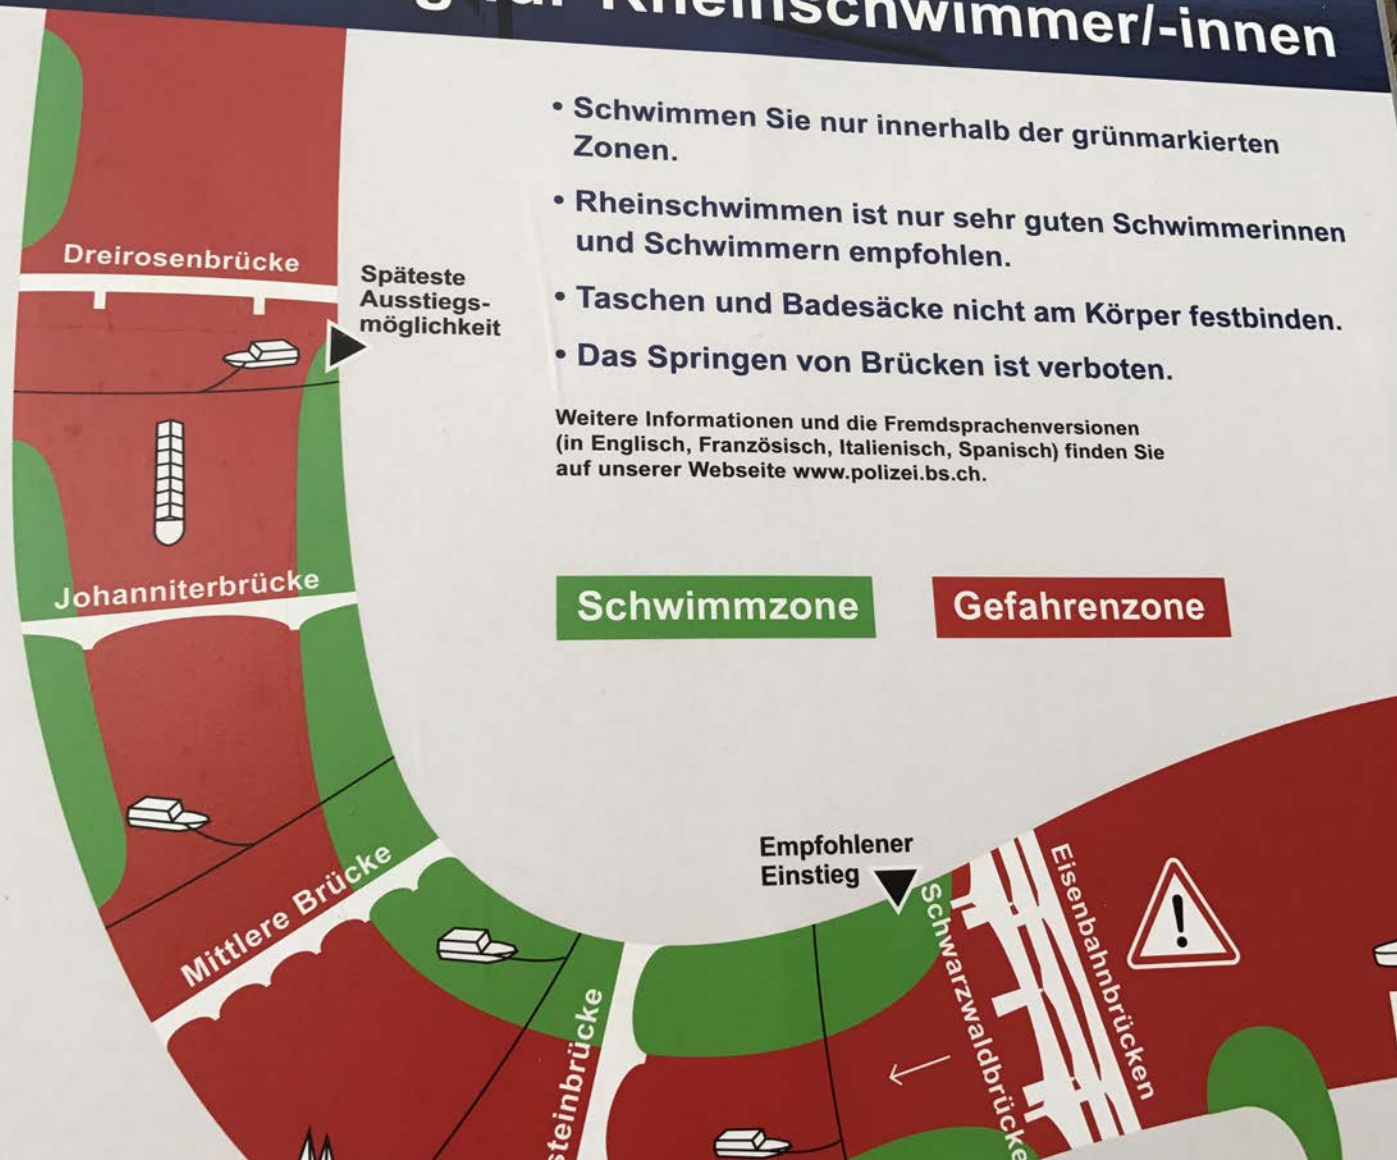 Rheinschwimmer/-innen
• Schwimmen Sie nur innerhalb der grünmarkierten
Zonen.
• Rheinschwimmen ist nur sehr guten Schwimmerinnen
und Schwimmern empfohlen.
• Taschen und Badesäcke nicht am Körper festbinden.
• Das Springen von Brücken ist verboten.
Weitere Informationen und die Fremdsprachenversionen
(in Englisch, Französisch, Italienisch, Spanisch) finden Sie
auf unserer Webseite www.polizei.bs.ch.
Dreirosenbrücke
Späteste
Ausstiegs-
möglichkeit
Johanniterbrücke
Schwimmzone
Gefahrenzone
Mittlere Brücke
Empfohlener
Einstieg
Schwarzwaldbrücke
Eisenbahnbrücken
steinbrücke